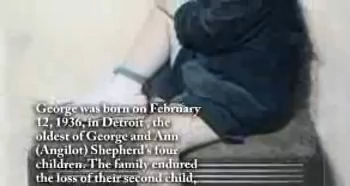 George was born on February
12, 1936, in Detroit , the
oldest of George and Ann
(Angilot) Shepherd's four
children. The family endured
the loss of their second child,